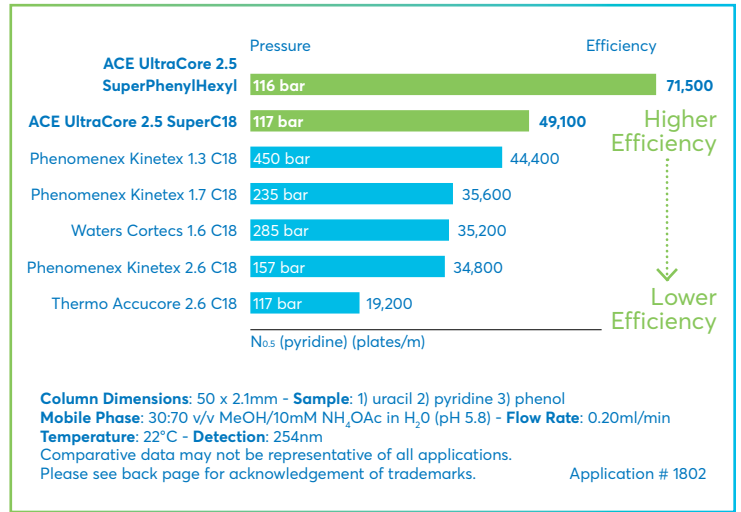 Pressure Efficiency
ACE UltraCore 2.5
SuperPhenylHexyl 116 bar 71,500
ACE UltraCore 2.5 SuperC18 117 bar 49,100
Higher
Efficiency
Phenomenex Kinetex 1.3 C18 450 bar 44,400
Phenomenex Kinetex 1.7 C18 235 bar 35,600
Waters Cortecs 1.6 C18 285 bar 35,200
Phenomenex Kinetex 2.6 C18 157 bar 34,800
Thermo Accucore 2.6 C18 117 bar 19,200
Lower
Efficiency
N0.5 (pyridine) (plates/m)
Column Dimensions: 50 x 2.1mm - Sample: 1) uracil 2) pyridine 3) phenol
Mobile Phase: 30:70 v/v MeOH/10mM NH4OAc in H20 (pH 5.8) - Flow Rate: 0.20ml/min
Temperature: 22°C - Detection: 254nm
Comparative data may not be representative of all applications.
Please see back page for acknowledgement of trademarks. Application # 1802